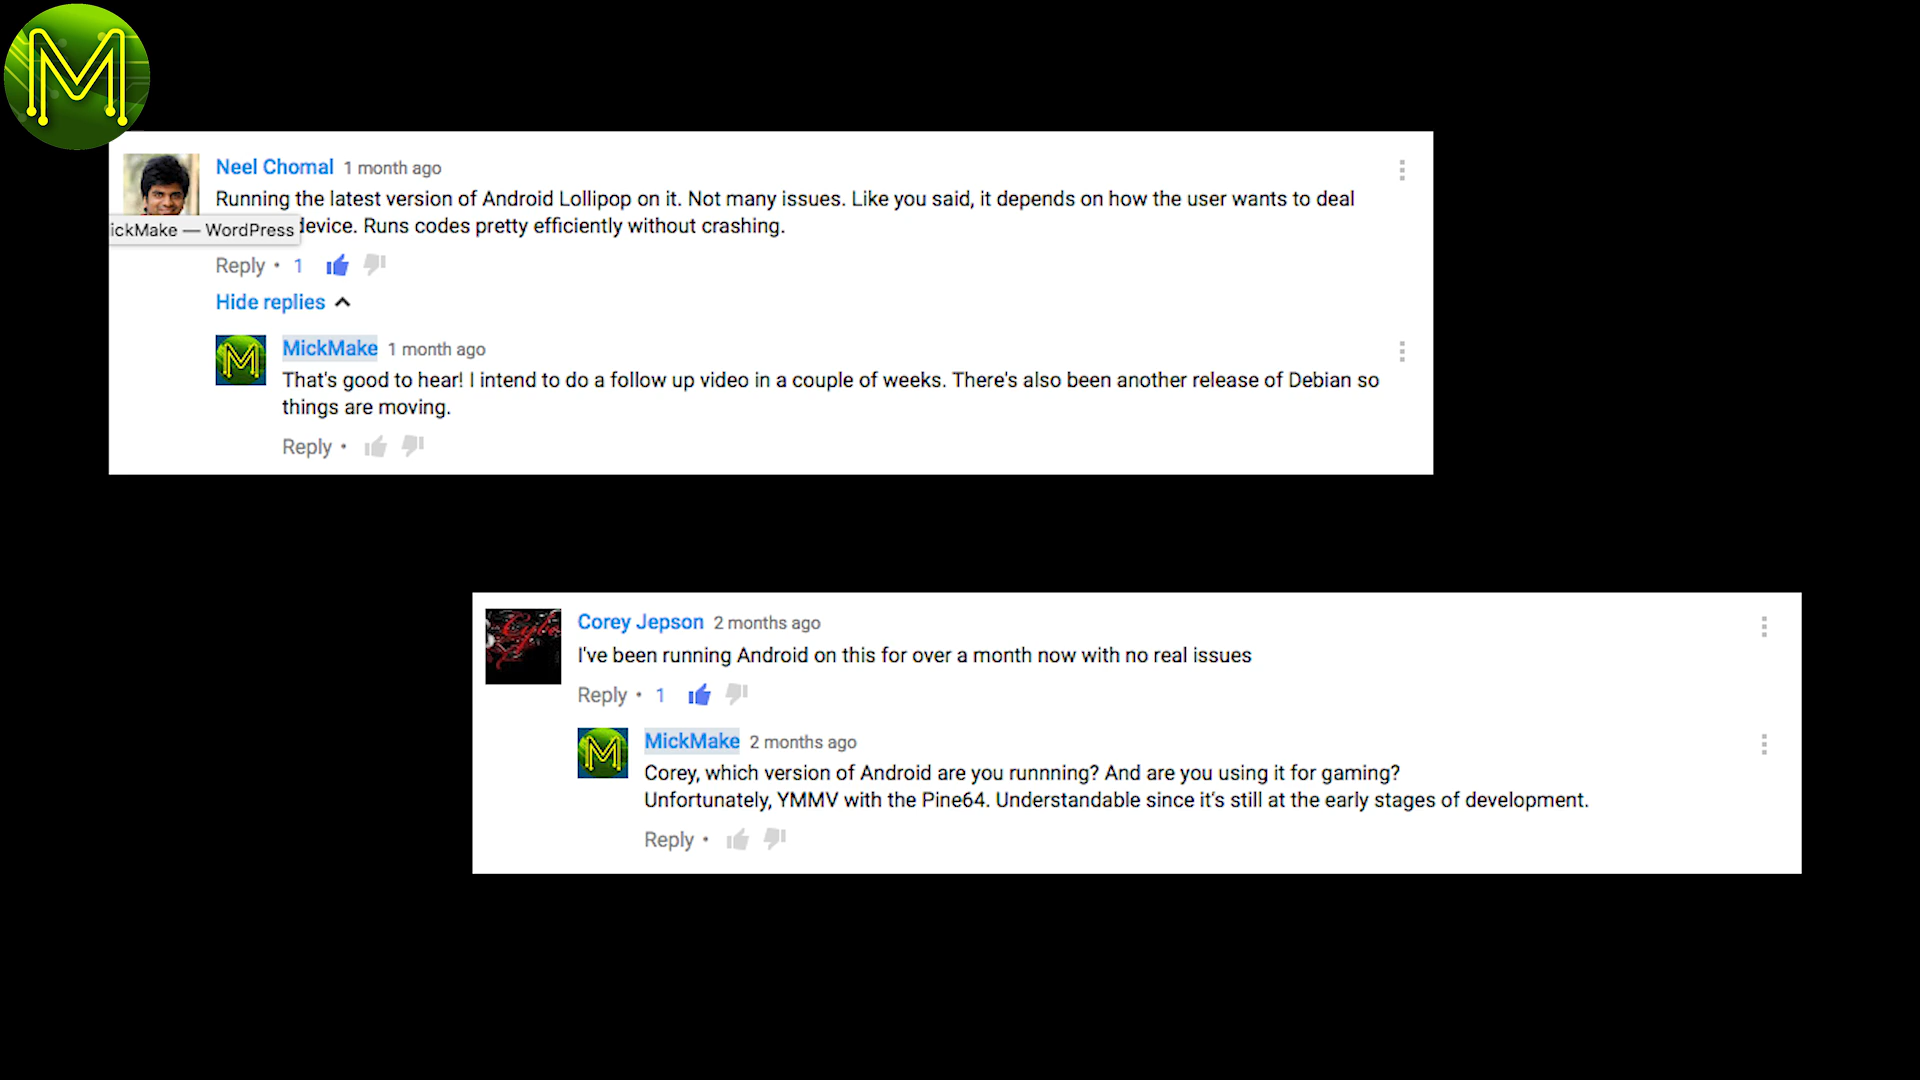 M
Neel Chomal 1 month ago
Running the latest version of Android Lollipop on it. Not many issues. Like you said, it depends on how the user wants to deal
device. Runs codes pretty efficiently without crashing.
ickMake — WordPress
Reply • 1
Hide replies
M
MickMake 1 month ago
That's good to hear! I intend to do a follow up video in a couple of weeks. There's also been another release of Debian so
things are moving.
Reply •
Corey Jepson 2 months ago
I've been running Android on this for over a month now with no real issues
Reply • 1
M
MickMake 2 months ago
Corey, which version of Android are you runnning? And are you using it for gaming?
Unfortunately, YMMV with the Pine64. Understandable since it's still at the early stages of development.
Reply •